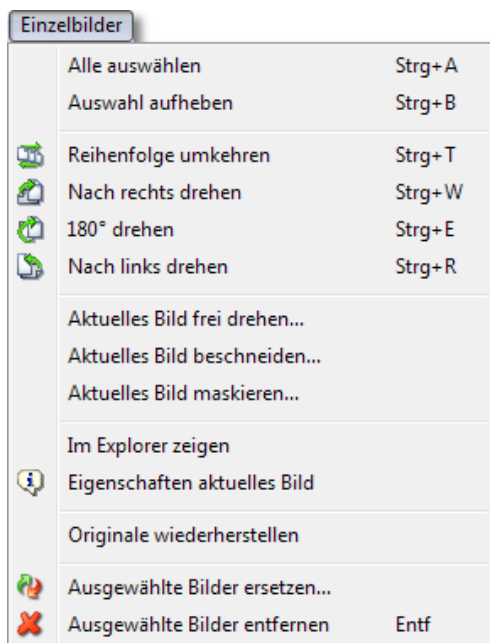 Einzelbilder
Alle auswählen Strg+A
Auswahl aufheben Strg+B
Reihenfolge umkehren Strg+T
Nach rechts drehen Strg+W
180° drehen Strg+E
Nach links drehen Strg+R
Aktuelles Bild frei drehen...
Aktuelles Bild beschneiden...
Aktuelles Bild maskieren...
Im Explorer zeigen
Eigenschaften aktuelles Bild
Originale wiederherstellen
Ausgewählte Bilder ersetzen...
Ausgewählte Bilder entfernen Entf